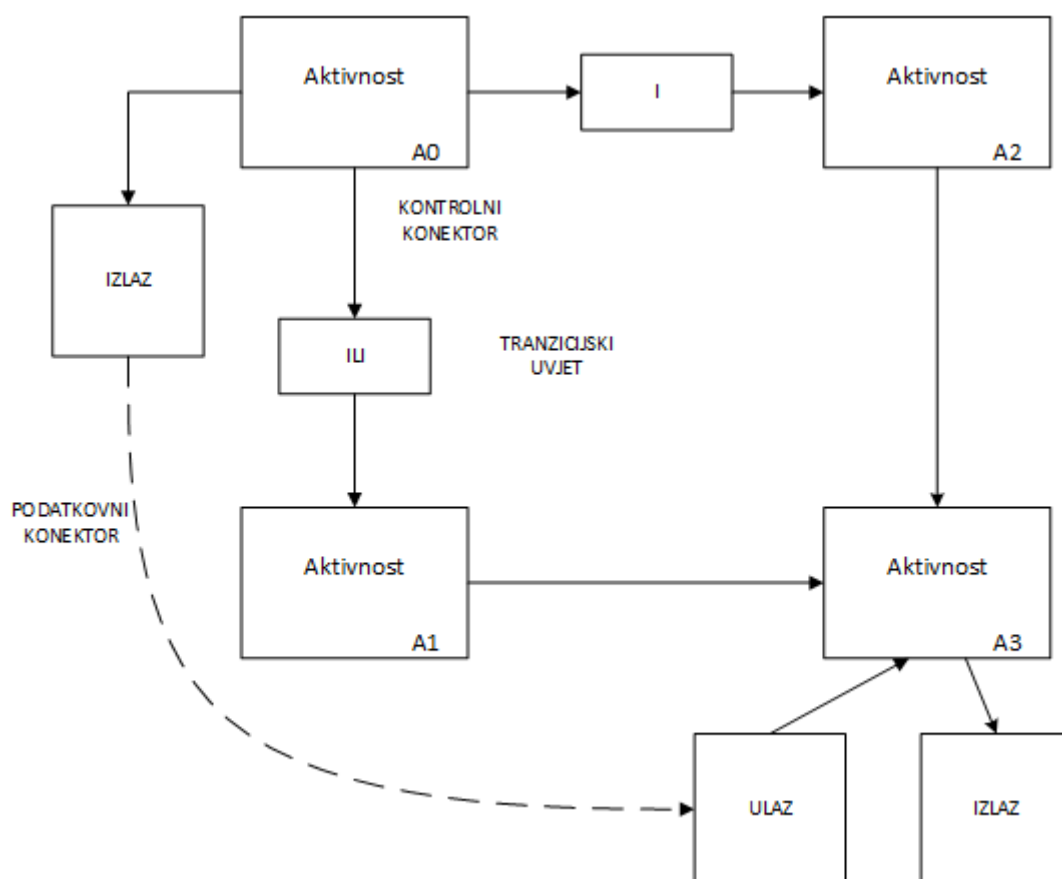 Aktivnost
A0
I
Aktivnost
A2
KONTROLNI
KONEKTOR
IZLAZ
ILI
TRANZICIJSKI
UVJET
PODATKOVNI
KONEKTOR
Aktivnost
A1
Aktivnost
A3
ULAZ
IZLAZ